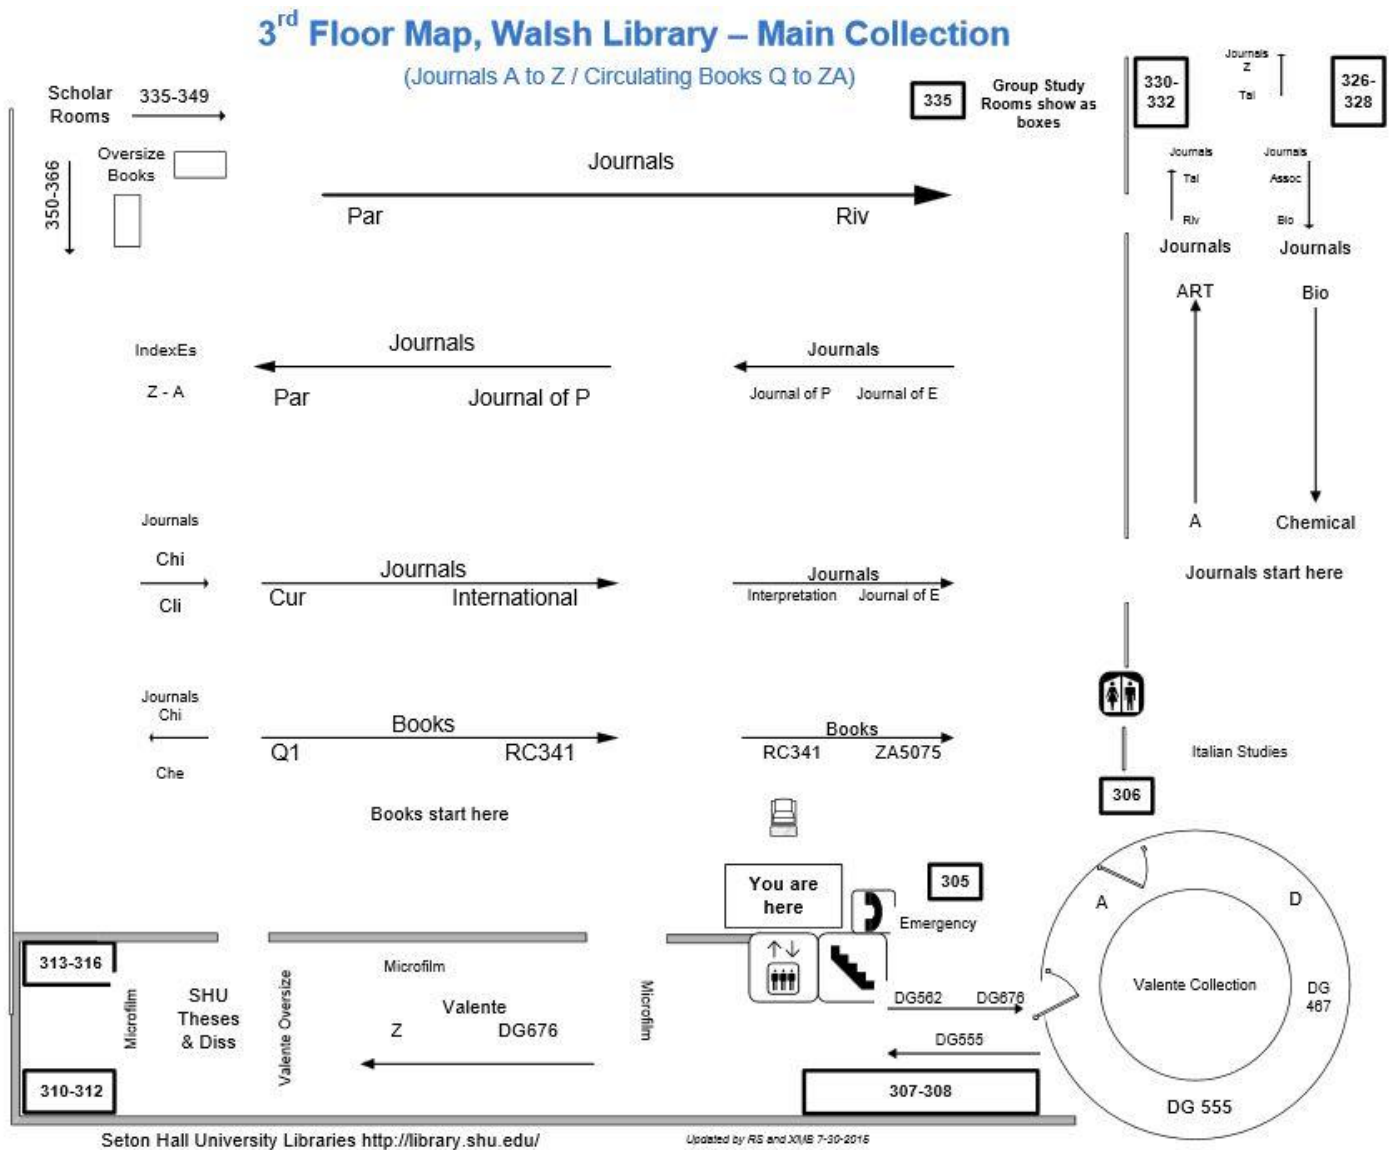 3rd Floor Map, Walsh Library – Main Collection
(Journals A to Z / Circulating Books Q to ZA)
Scholar
Rooms
335-349
350-366
Oversize
Books
335
Group Study
Rooms show as
boxes
330-
332
Journals
Z
Tal
326-
328
Journals
Par
Riv
Journals
Tal
Riv
Journals
Journals
Assoc
Bio
Journals
ART
A
Bio
Chemical
Journals start here
IndexEs
Z - A
Journals
Par
Journal of P
Journals
Journal of P
Journal of E
Journals
Chi
Cli
Journals
Cur
International
Journals
Interpretation
Journal of E
Journals
Chi
Che
Books
Q1
RC341
Books start here
Books
RC341
ZA5075
Italian Studies
306
You are
here
305
Emergency
313-316
Microfilm
SHU
Theses
& Diss
Valente Oversize
Microfilm
Valente
Z
DG676
Microfilm
DG562
DG676
DG555
310-312
307-308
A
D
Valente Collection
DG
467
DG 555
Seton Hall University Libraries http://library.shu.edu/
Updated by RS and XMB 7-30-2015